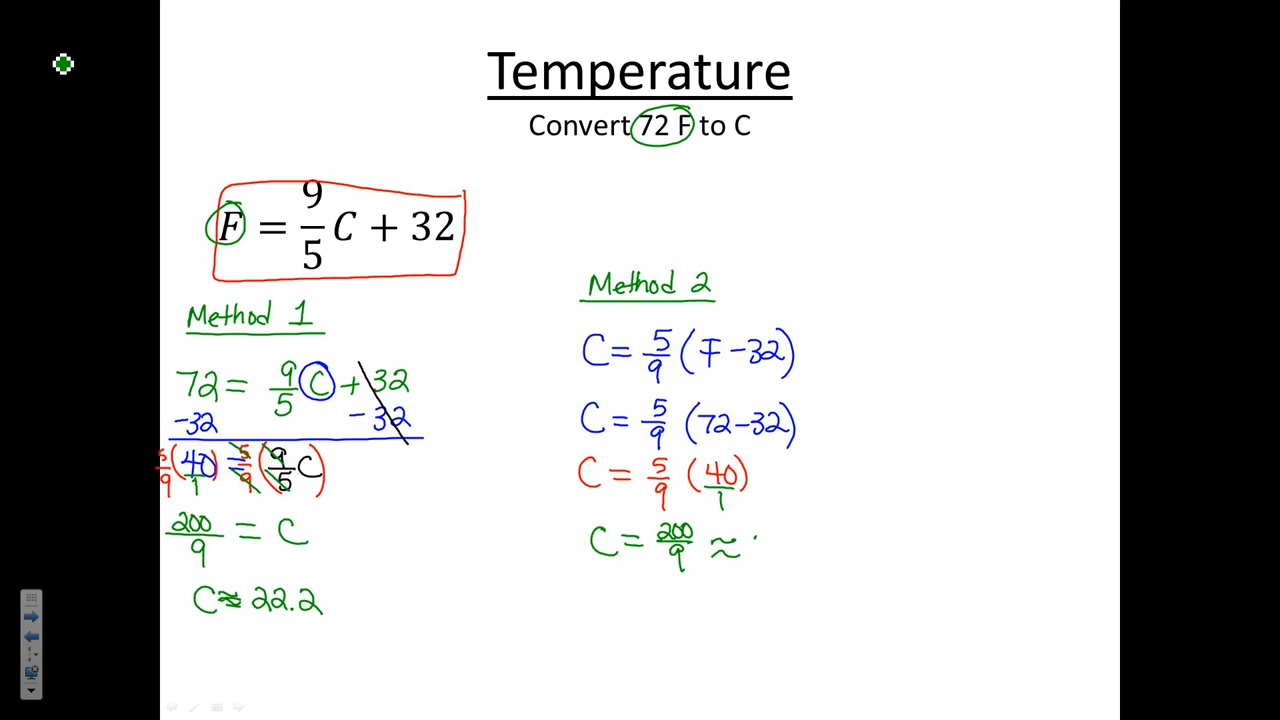 Temperature
Convert 72 F to C
F = 9/5 C + 32
Method 1
72 = 9/5 C + 32
-32 - 32
5/9 (40/1) = 5/9 (9/5 C)
200/9 = C
C ≈ 22.2
Method 2
C = 5/9 (F - 32)
C = 5/9 (72 - 32)
C = 5/9 (40/1)
C = 200/9 ≈